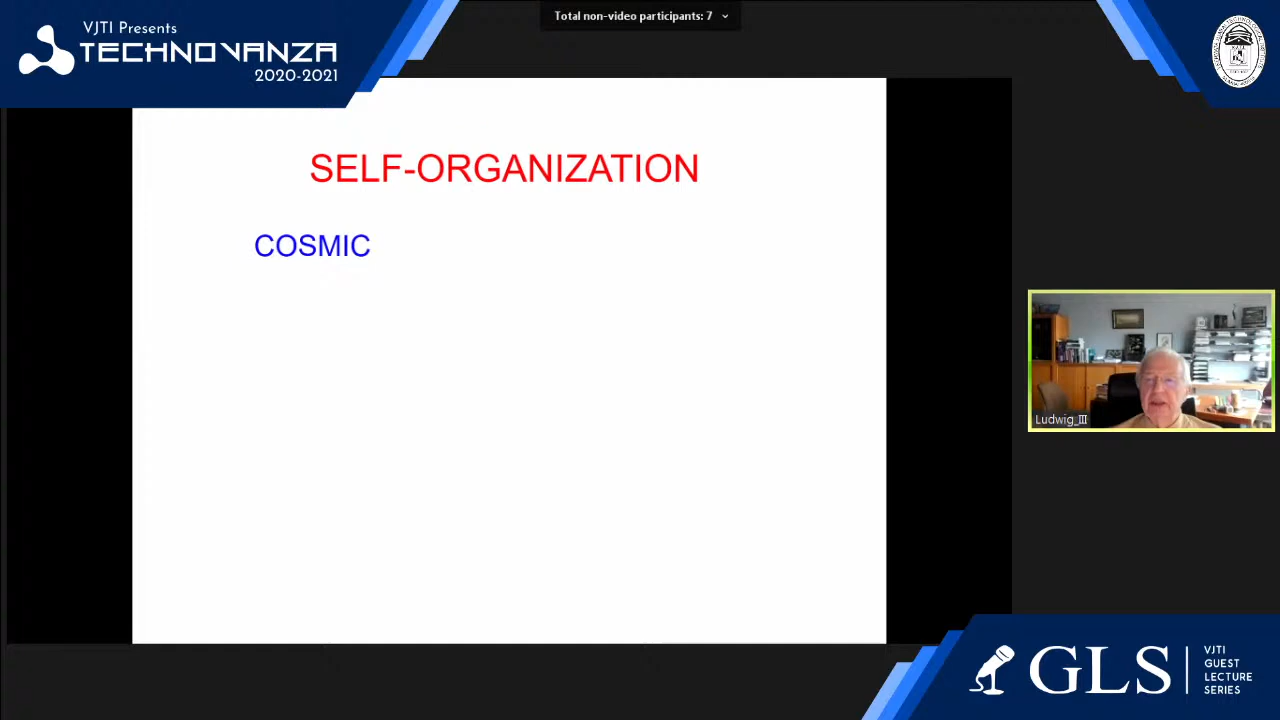 VJTI Presents
TECHNOVANZA
2020-2021
Total non-video participants: 7
SELF-ORGANIZATION
COSMIC
Ludwig_III
GLS
VJTI
GUEST
LECTURE
SERIES